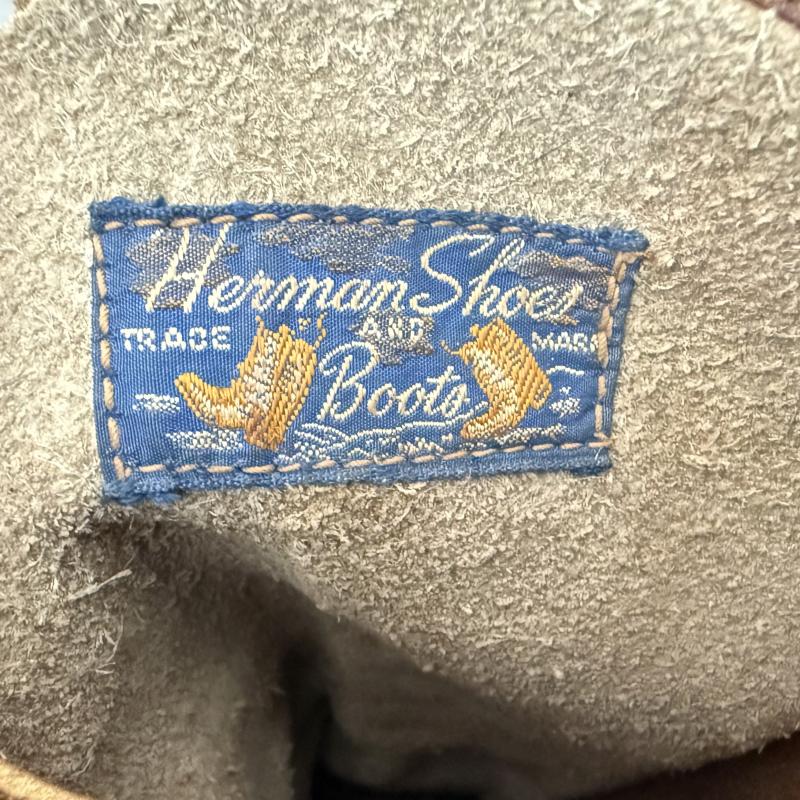 Herman Shoes
TRADE AND MARK
Boots